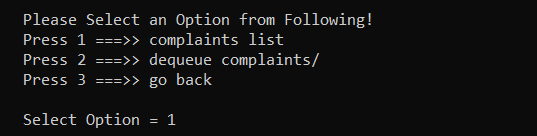 Please Select an Option from Following!
Press 1 ===>> complaints list
Press 2 ===>> dequeue complaints/
Press 3 ===>> go back
Select Option = 1